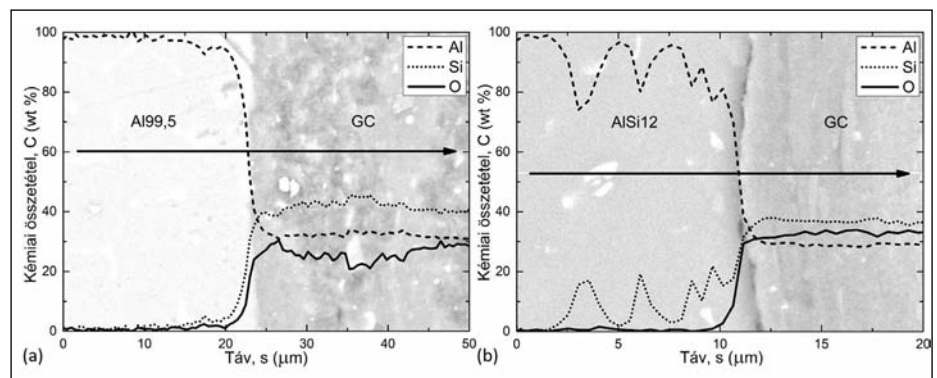 100
80
60
40
20
0
Kémiai összetétel, C (wt %)
Al
Si
O
Al99,5
GC
0 10 20 30 40 50
(a)
Táv, s (µm)
100
80
60
40
20
0
Kémiai összetétel, C (wt %)
Al
Si
O
AlSi12
GC
0 5 10 15 20
(b)
Táv, s (µm)